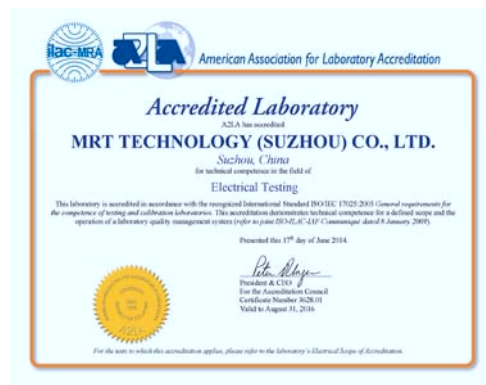 ilac-MRA
A2LA
American Association for Laboratory Accreditation
Accredited Laboratory
A2LA has accredited
MRT TECHNOLOGY (SUZHOU) CO., LTD.
Suzhou, China
for technical competence in the field of
Electrical Testing
This laboratory is accredited in accordance with the recognized International Standard ISO/IEC 17025:2005 General requirements for
the competence of testing and calibration laboratories. This accreditation demonstrates technical competence for a defined scope and the
operation of a laboratory quality management system (refer to joint ISO-ILAC-IAF Communiqué dated 8 January 2009).
Presented this 17th day of June 2014.
President & CEO
For the Accreditation Council
Certificate Number 3628.01
Valid to August 31, 2016
A2LA
For the tests to which this accreditation applies, please refer to the laboratory's Electrical Scope of Accreditation.